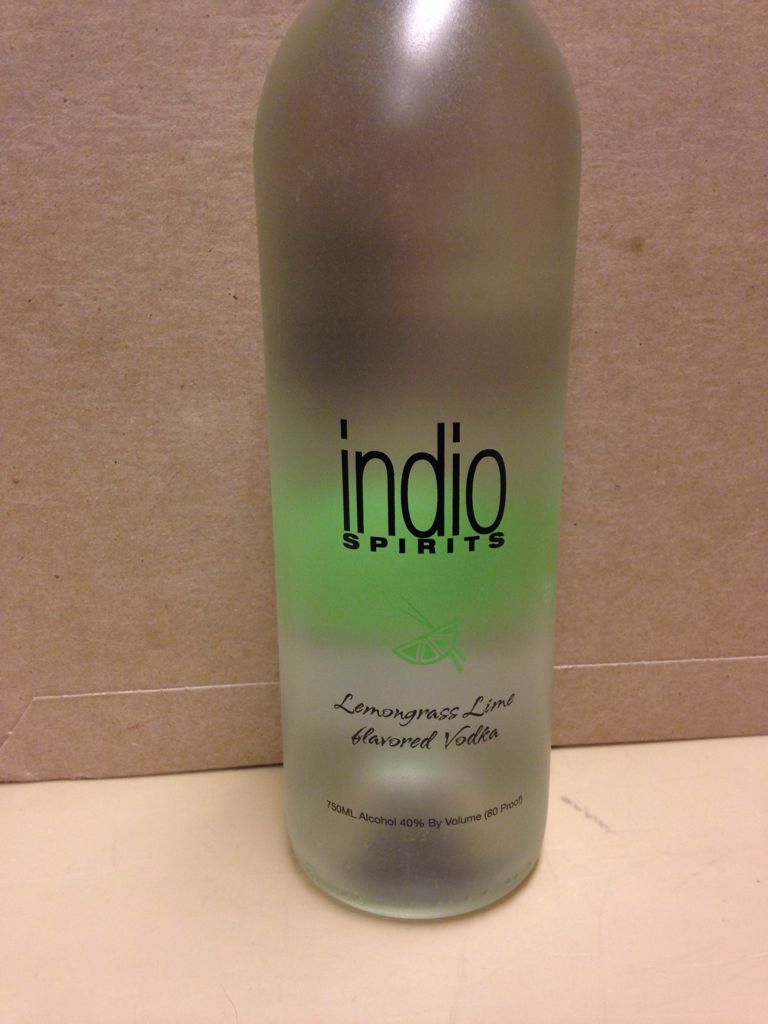 indio
SPIRITS
Lemongrass Lime
flavored Vodka
750ML Alcohol 40% By Volume (80 Proof)